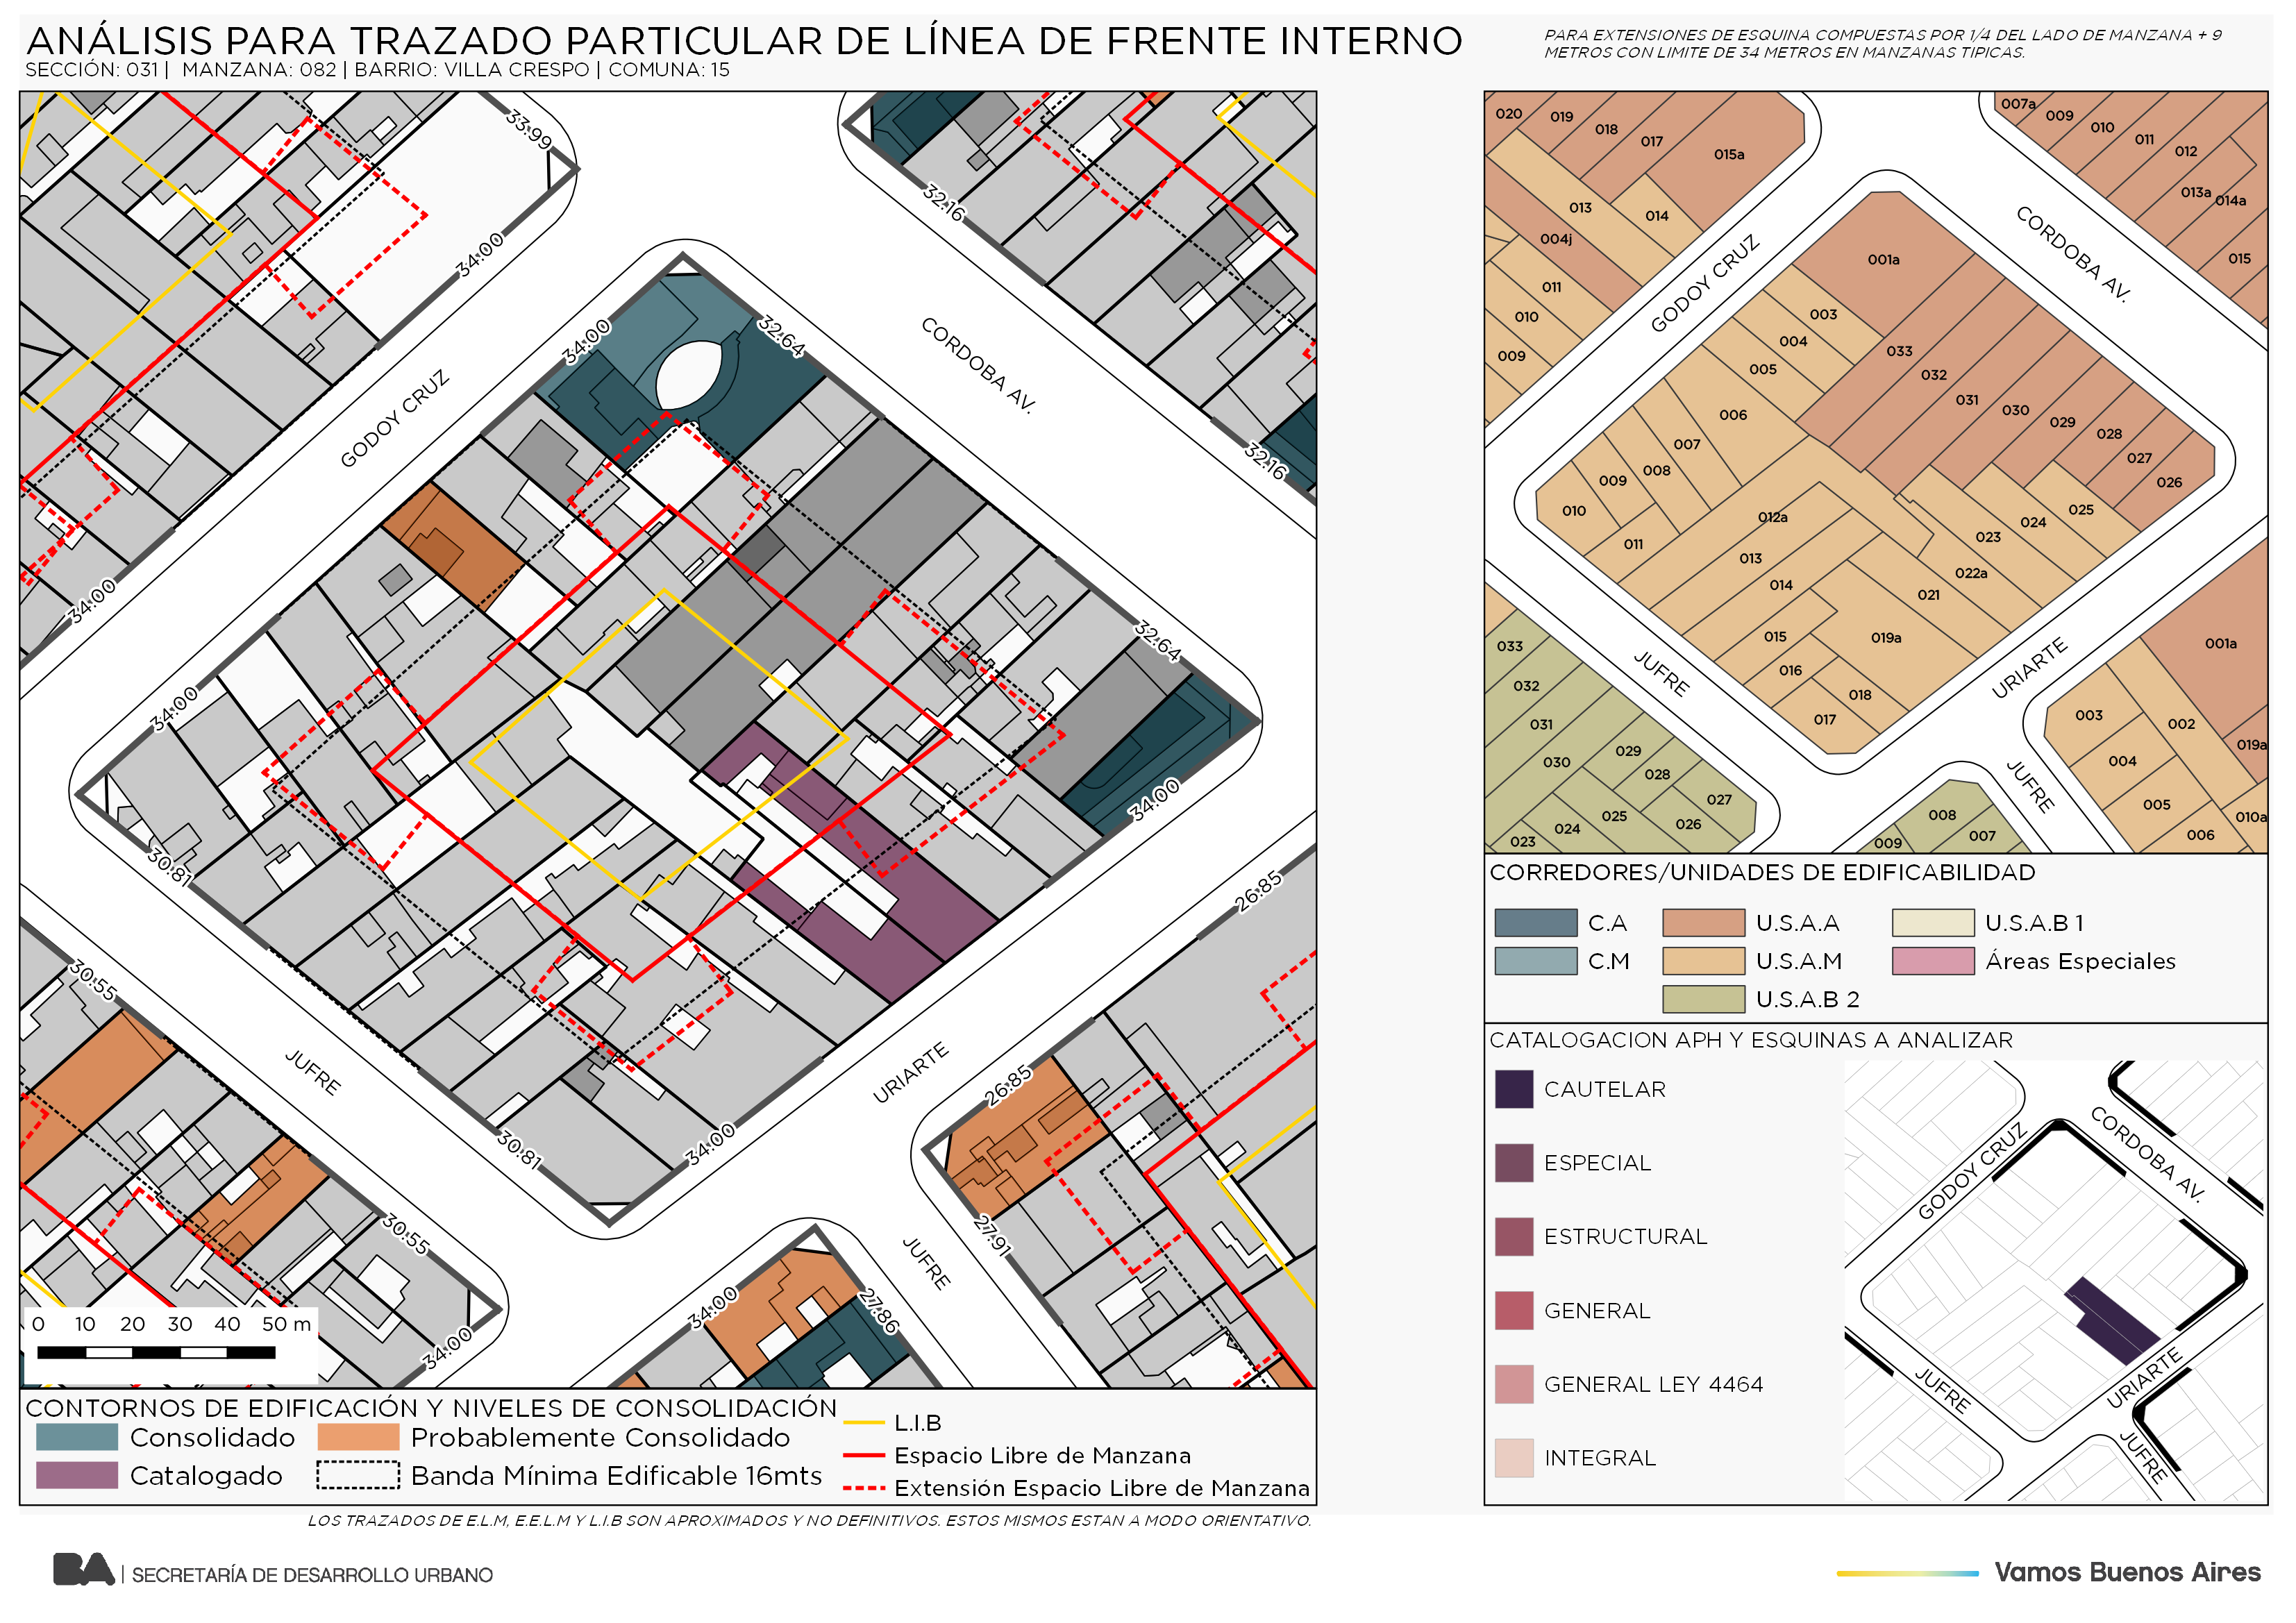 ANÁLISIS PARA TRAZADO PARTICULAR DE LÍNEA DE FRENTE INTERNO
SECCIÓN: 031 | MANZANA: 082 | BARRIO: VILLA CRESPO | COMUNA: 15
PARA EXTENSIONES DE ESQUINA COMPUESTAS POR 1/4 DEL LADO DE MANZANA + 9
METROS CON LIMITE DE 34 METROS EN MANZANAS TIPICAS.
33.99
34.00
32.16
34.00
32.64
CORDOBA AV.
GODOY CRUZ
32.16
34.00
32.64
34.00
34.00
30.81
26.85
30.55
JUFRE
URIARTE
26.85
30.81
34.00
27.91
30.55
JUFRE
34.00
27.86
34.00
0 10 20 30 40 50 m
CONTORNOS DE EDIFICACIÓN Y NIVELES DE CONSOLIDACIÓN
Consolidado
Probablemente Consolidado
Catalogado
Banda Mínima Edificable 16mts
L.I.B
Espacio Libre de Manzana
Extensión Espacio Libre de Manzana
LOS TRAZADOS DE E.L.M, E.E.L.M Y L.I.B SON APROXIMADOS Y NO DEFINITIVOS. ESTOS MISMOS ESTAN A MODO ORIENTATIVO.
020
019
018
017
015a
013
014
004j
011
010
009
007a
009
010
011
012
013a
014a
015
GODOY CRUZ
CORDOBA AV.
001a
003
004
005
006
007
008
009
010
011
033
032
031
030
029
028
027
026
025
024
023
022a
021
012a
013
014
015
016
017
018
019a
JUFRE
URIARTE
JUFRE
033
032
031
030
029
028
027
026
025
024
023
008
007
009
001a
002
003
004
005
006
019a
010a
CORREDORES/UNIDADES DE EDIFICABILIDAD
C.A
U.S.A.A
U.S.A.B 1
C.M
U.S.A.M
Áreas Especiales
U.S.A.B 2
CATALOGACION APH Y ESQUINAS A ANALIZAR
CAUTELAR
ESPECIAL
ESTRUCTURAL
GENERAL
GENERAL LEY 4464
INTEGRAL
GODOY CRUZ
CORDOBA AV.
JUFRE
URIARTE
JUFRE
BA | SECRETARÍA DE DESARROLLO URBANO
Vamos Buenos Aires